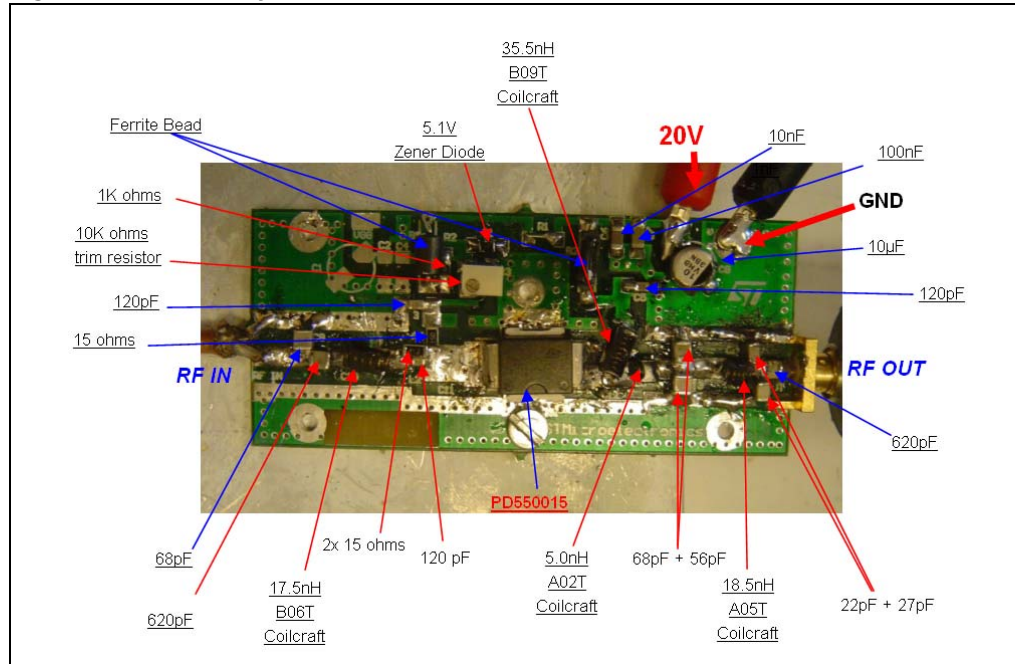 35.5nH
B09T
Coilcraft
Ferrite Bead
5.1V
Zener Diode
20V
10nF
100nF
1K ohms
GND
10K ohms
trim resistor
10µF
120pF
120pF
15 ohms
RF IN
RF OUT
STMicroelectronics
620pF
PD550015
68pF
2x 15 ohms
120 pF
5.0nH
A02T
Coilcraft
68pF + 56pF
17.5nH
B06T
Coilcraft
18.5nH
A05T
Coilcraft
22pF + 27pF
620pF